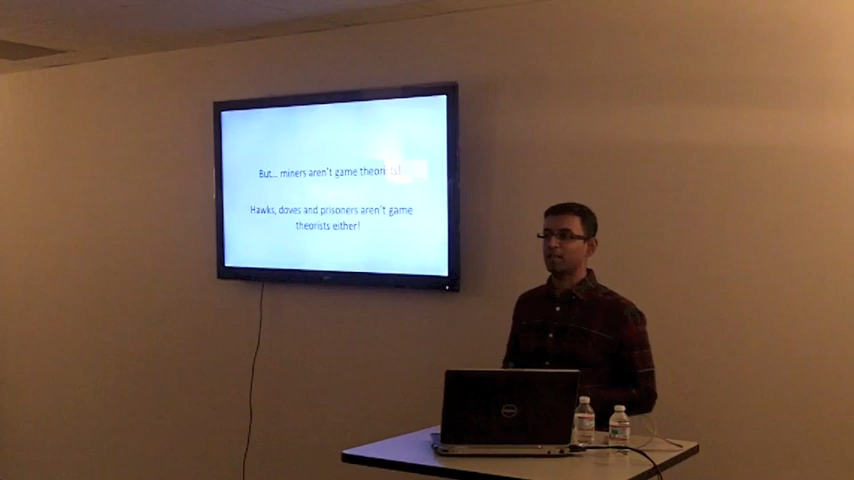 But... miners aren't game theorists!
Hawks, doves and prisoners aren't game
theorists either!